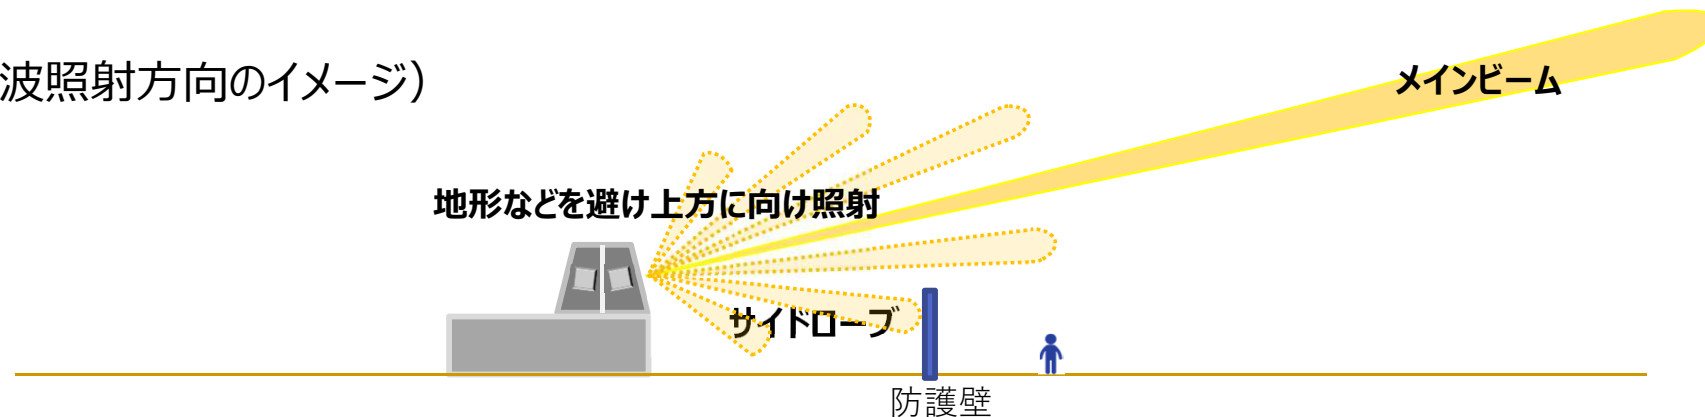 波照射方向のイメージ）
メインビーム
地形などを避け上方に向け照射
サイドローブ
防護壁